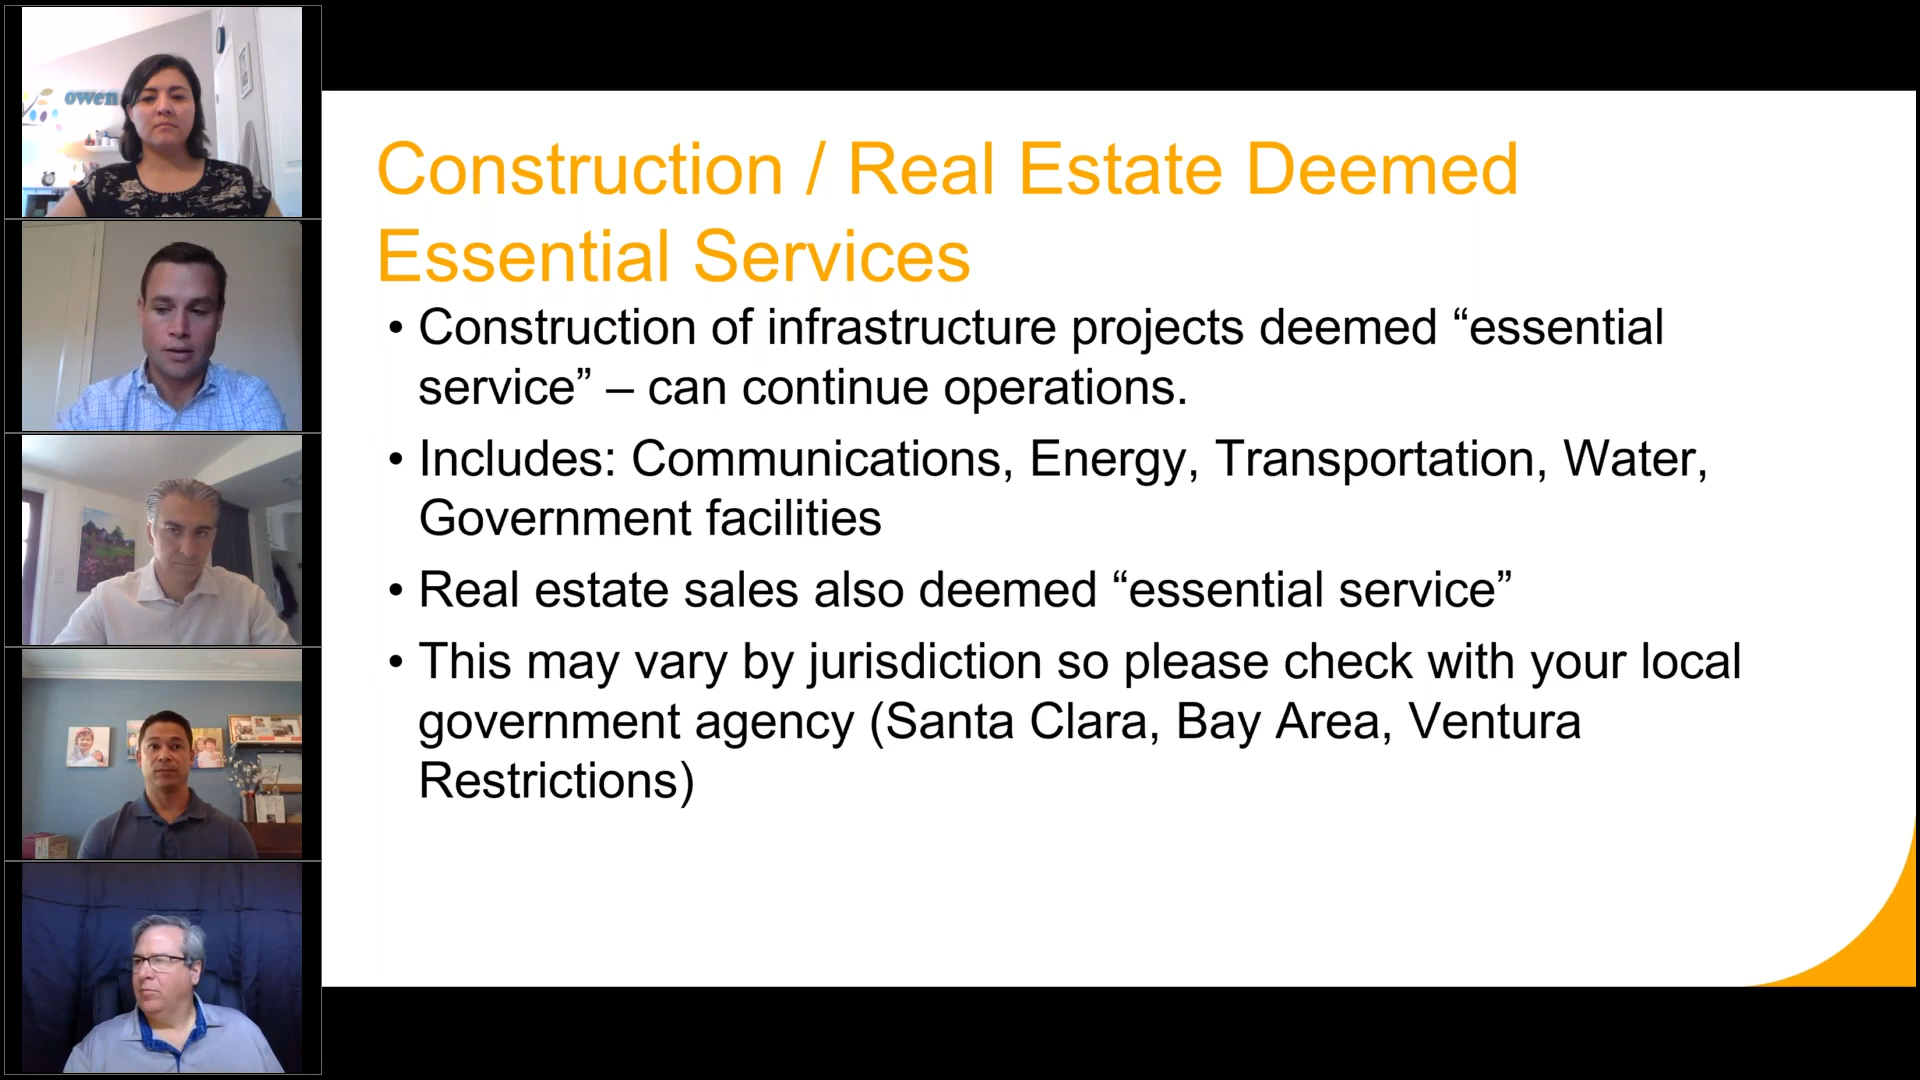 owen
Construction / Real Estate Deemed
Essential Services
• Construction of infrastructure projects deemed “essential
service” – can continue operations.
• Includes: Communications, Energy, Transportation, Water,
Government facilities
• Real estate sales also deemed “essential service”
• This may vary by jurisdiction so please check with your local
government agency (Santa Clara, Bay Area, Ventura
Restrictions)